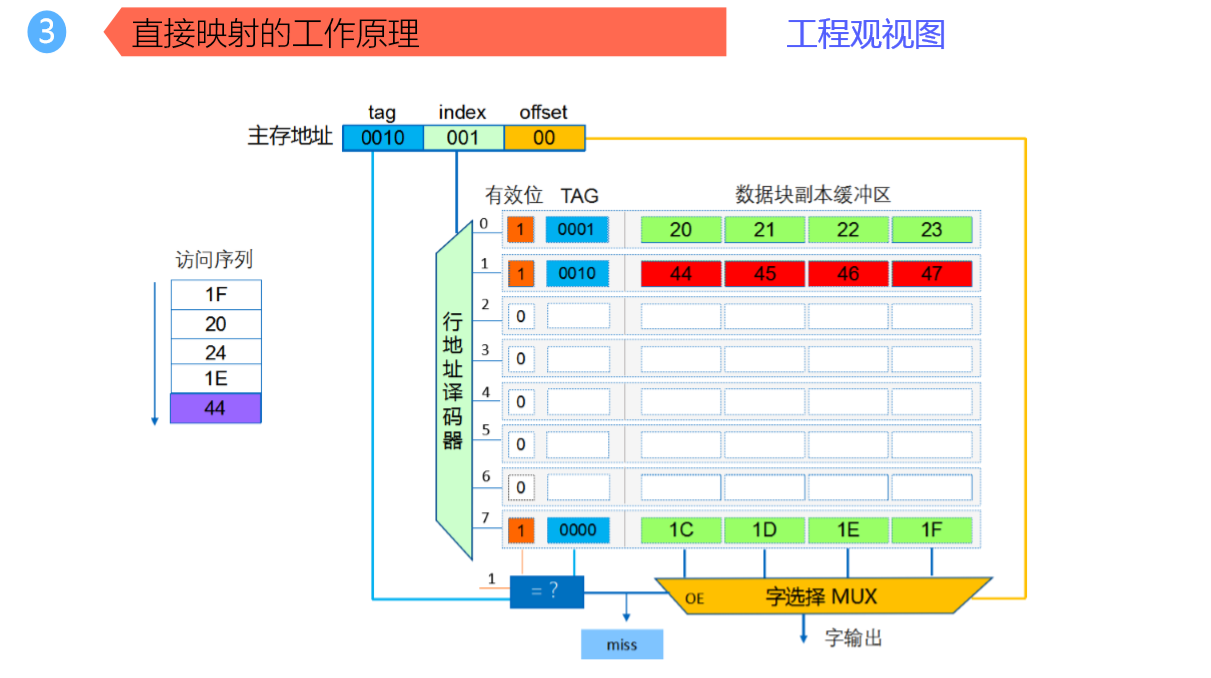 3 直接映射的工作原理 工程观视图
tag index offset
主存地址 0010 001 00
有效位 TAG 数据块副本缓冲区
访问序列
1F
20
24
1E
44
行地址译码器
0 1 0001 20 21 22 23
1 1 0010 44 45 46 47
2 0
3 0
4 0
5 0
6 0
7 1 0000 1C 1D 1E 1F
1 = ? OE 字选择 MUX
miss 字输出